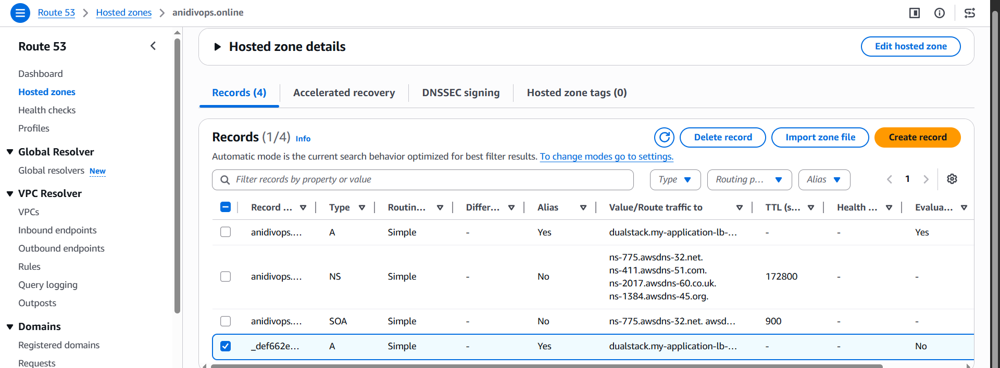 Route 53 Hosted zones anidivops.online
Route 53
Dashboard
Hosted zones
Health checks
Profiles
Global Resolver
Global resolvers New
VPC Resolver
VPCs
Inbound endpoints
Outbound endpoints
Rules
Query logging
Outposts
Domains
Registered domains
Requests
Hosted zone details
Edit hosted zone
Records (4) Accelerated recovery DNSSEC signing Hosted zone tags (0)
Records (1/4) Info
Delete record Import zone file Create record
Automatic mode is the current search behavior optimized for best filter results. To change modes go to settings.
Filter records by property or value Type Routing p... Alias 1
Record ... Type Routin... Differ... Alias Value/Route traffic to TTL (s... Health ... Evalua...
anidivops.... A Simple - Yes dualstack.my-application-lb-... - - Yes
ns-775.awsdns-32.net.
ns-411.awsdns-51.com.
anidivops.... NS Simple - No ns-2017.awsdns-60.co.uk. 172800 - -
ns-1384.awsdns-45.org.
anidivops.... SOA Simple - No ns-775.awsdns-32.net. awsd... 900 - -
_def662e... A Simple - Yes dualstack.my-application-lb-... - - No